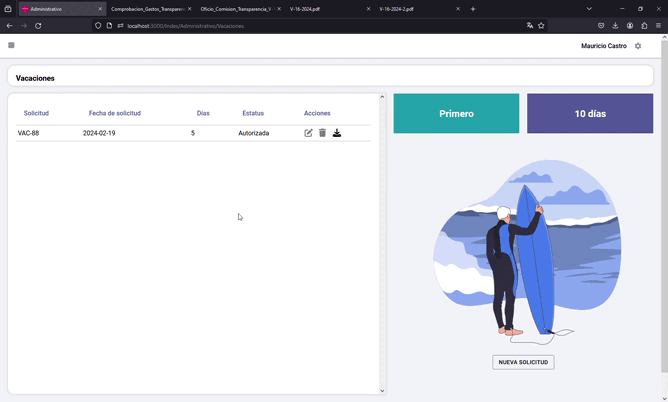 Administrativo
Comprobacion_Gastos_Transparen
Oficio_Comision_Transparencia_V
V-16-2024.pdf
V-16-2024-2.pdf
localhost:3000/Index/Administrativo/Vacaciones
Mauricio Castro
Vacaciones
Solicitud Fecha de solicitud Días Estatus Acciones
VAC-88 2024-02-19 5 Autorizada
Primero
10 días
NUEVA SOLICITUD